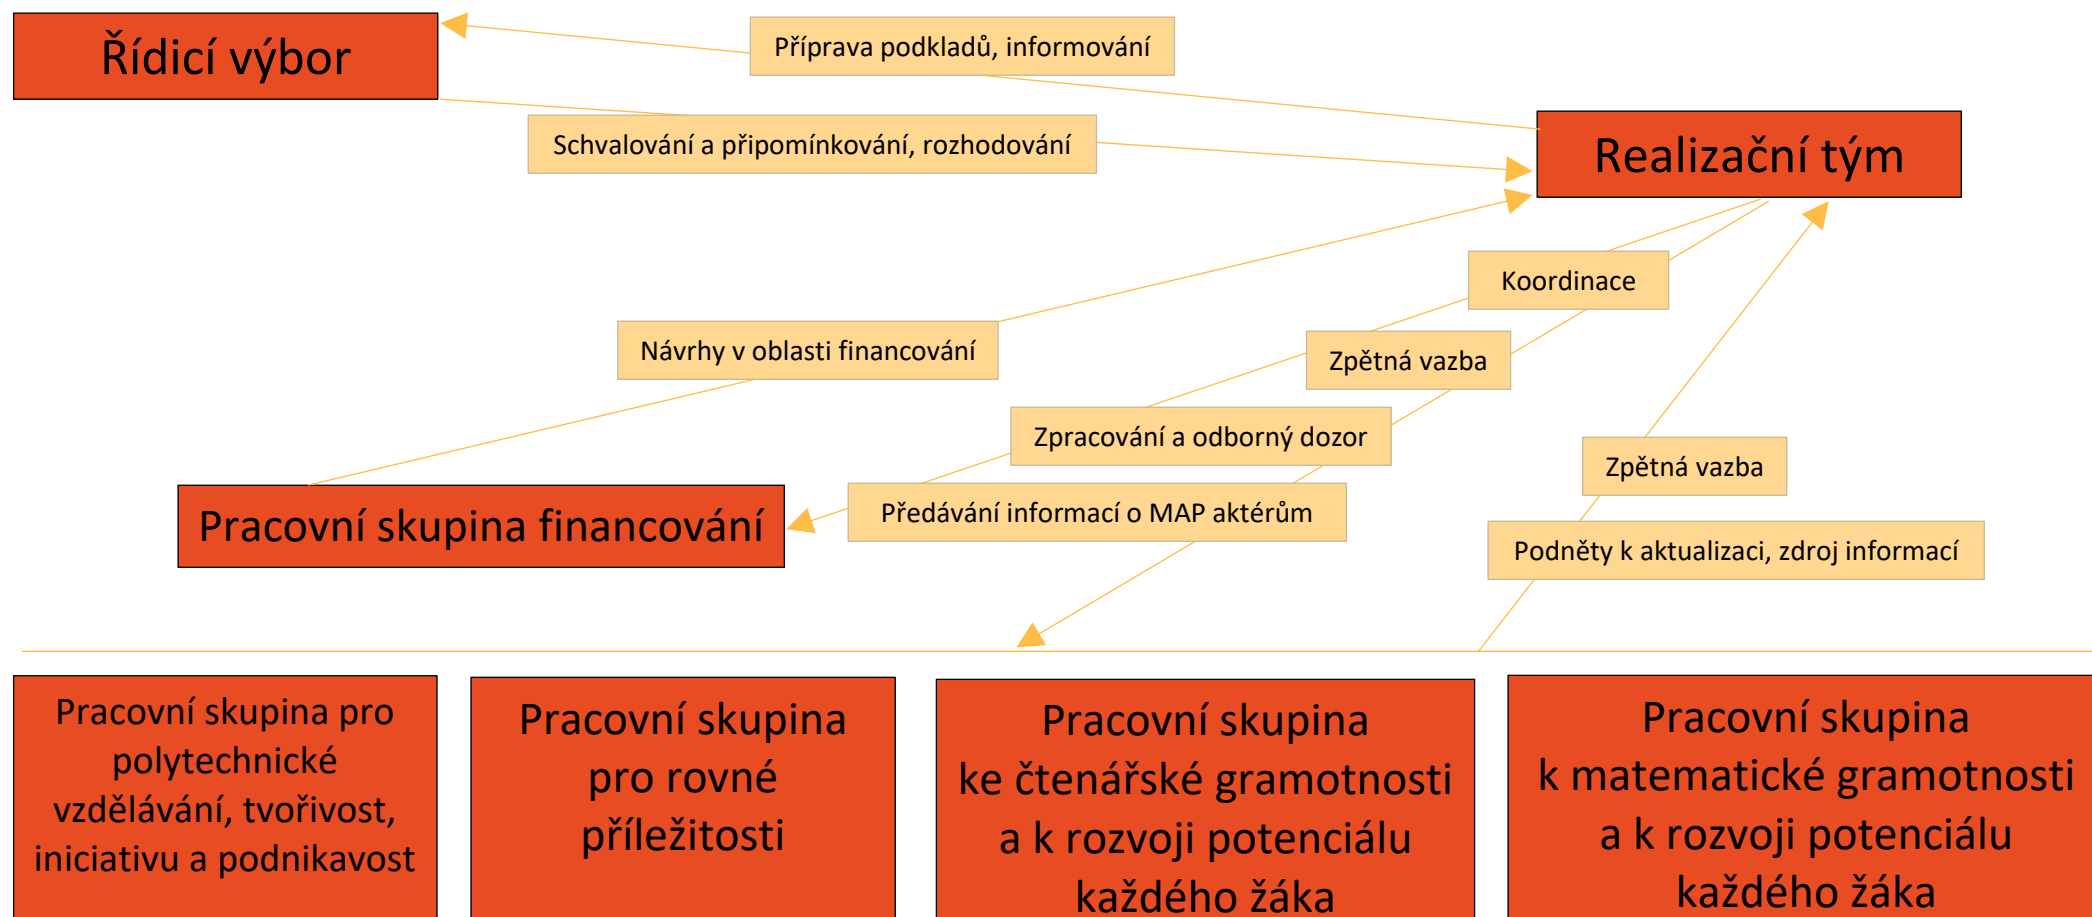 Řídicí výbor
Příprava podkladů, informování
Schvalování a připomínkování, rozhodování
Realizační tým
Koordinace
Návrhy v oblasti financování
Zpětná vazba
Zpracování a odborný dozor
Zpětná vazba
Pracovní skupina financování
Předávání informací o MAP aktérům
Podněty k aktualizaci, zdroj informací
Pracovní skupina pro
polytechnické
vzdělávání, tvořivost,
iniciativu a podnikavost
Pracovní skupina
pro rovné
příležitosti
Pracovní skupina
ke čtenářské gramotnosti
a k rozvoji potenciálu
každého žáka
Pracovní skupina
k matematické gramotnosti
a k rozvoji potenciálu
každého žáka